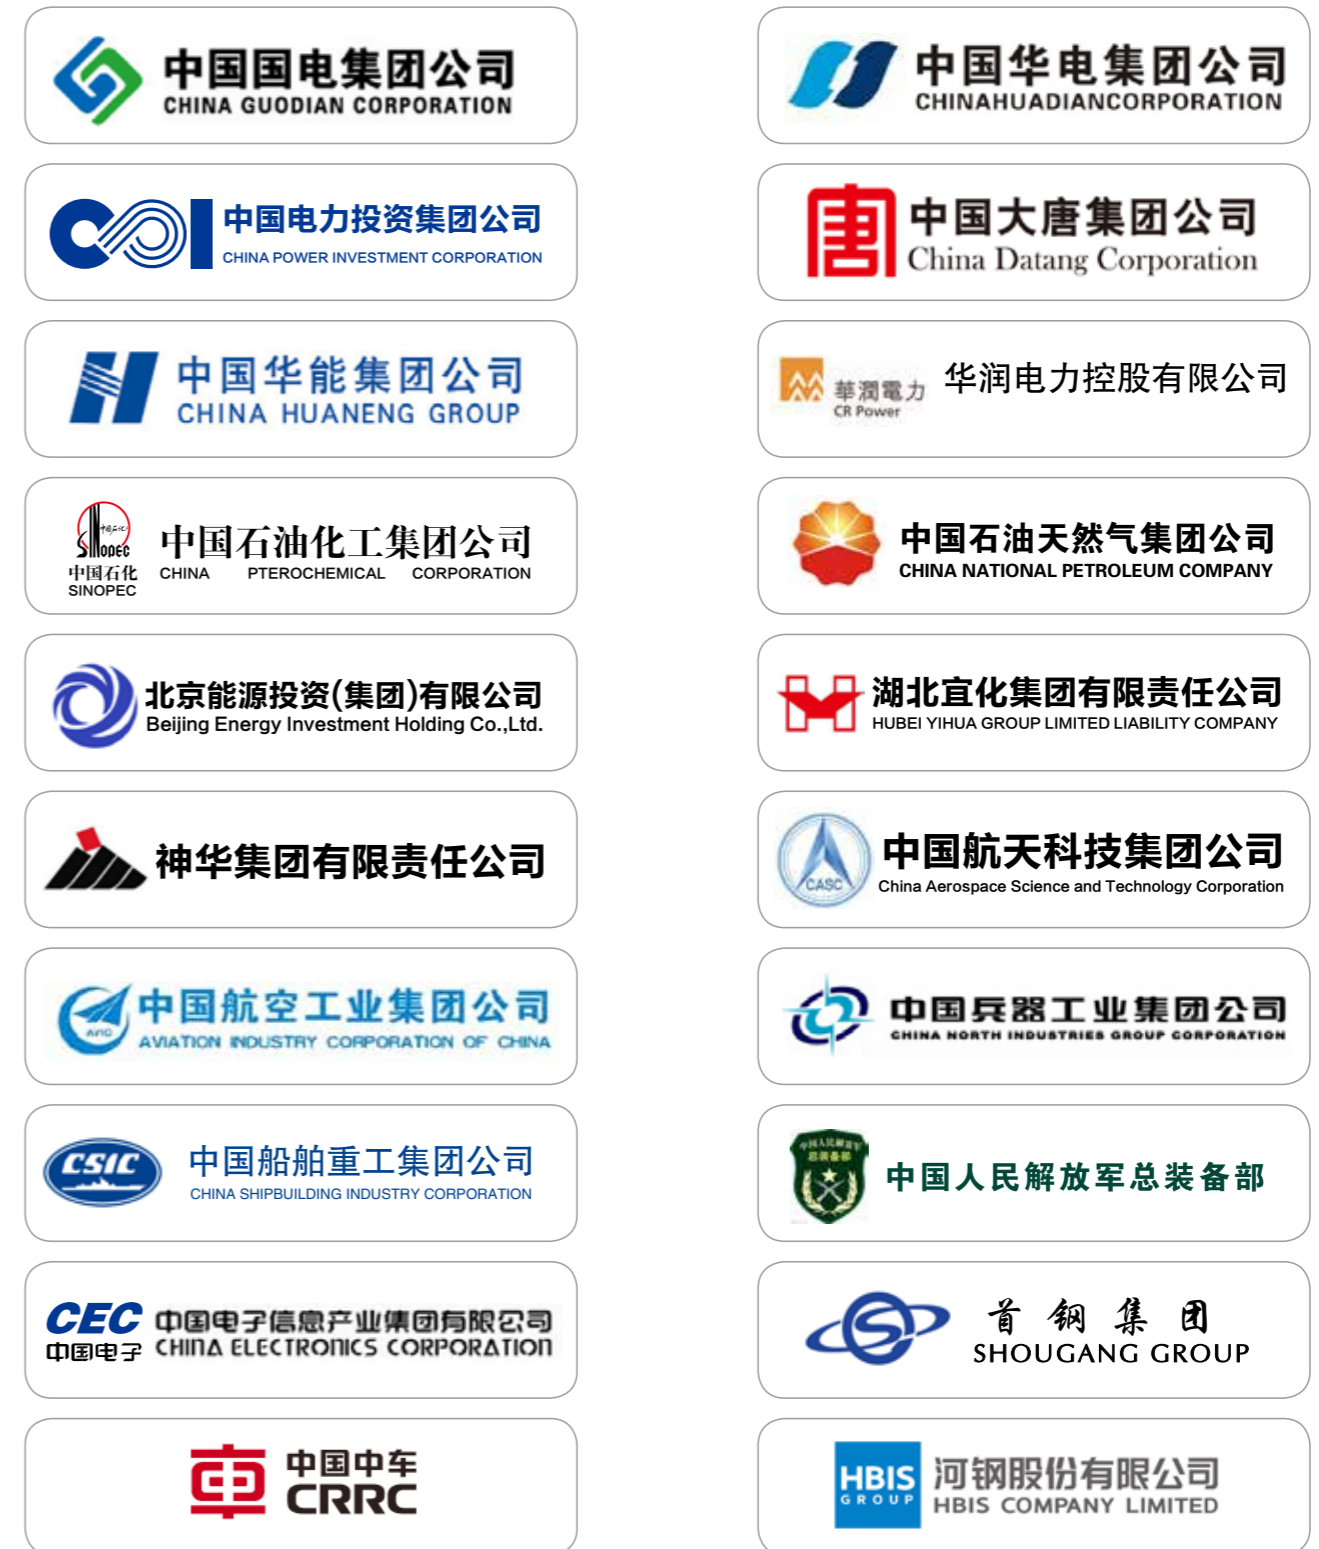 中国国电集团公司
CHINA GUODIAN CORPORATION
中国华电集团公司
CHINAHUADIANCORPORATION
中国电力投资集团公司
CHINA POWER INVESTMENT CORPORATION
唐
中国大唐集团公司
China Datang Corporation
中国华能集团公司
CHINA HUANENG GROUP
華潤電力
CR Power
华润电力控股有限公司
SINOPEC
中国石化
SINOPEC
中国石油化工集团公司
CHINA PTEROCHEMICAL CORPORATION
中国石油天然气集团公司
CHINA NATIONAL PETROLEUM COMPANY
北京能源投资(集团)有限公司
Beijing Energy Investment Holding Co.,Ltd.
湖北宜化集团有限责任公司
HUBEI YIHUA GROUP LIMITED LIABILITY COMPANY
神华集团有限责任公司
CASC
中国航天科技集团公司
China Aerospace Science and Technology Corporation
AVIC
中国航空工业集团公司
AVIATION INDUSTRY CORPORATION OF CHINA
中国兵器工业集团公司
CHINA NORTH INDUSTRIES GROUP CORPORATION
CSIC
中国船舶重工集团公司
CHINA SHIPBUILDING INDUSTRY CORPORATION
中国人民解放军
总装备部
中国人民解放军总装备部
CEC
中国电子
中国电子信息产业集团有限公司
CHINA ELECTRONICS CORPORATION
首钢集团
SHOUGANG GROUP
中国中车
CRRC
HBIS
GROUP
河钢股份有限公司
HBIS COMPANY LIMITED